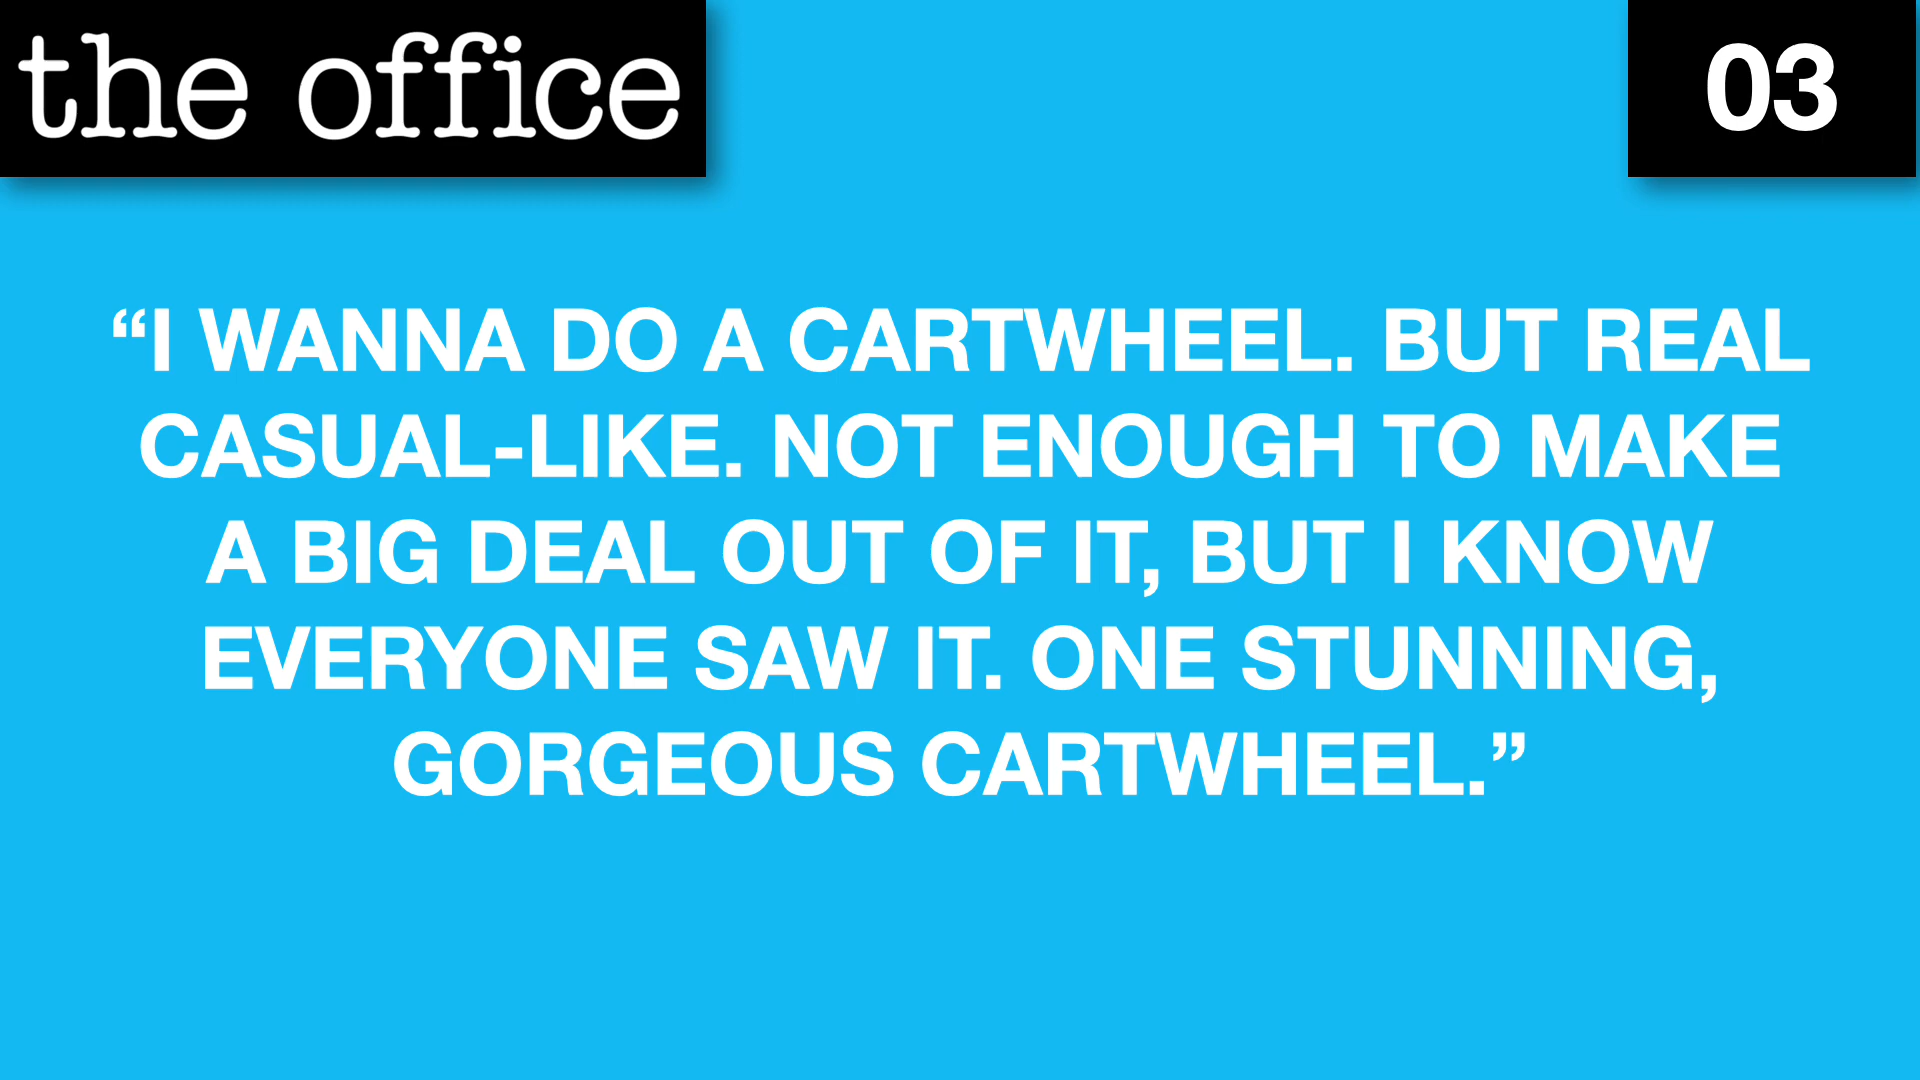 the office
03
“I WANNA DO A CARTWHEEL. BUT REAL
CASUAL-LIKE. NOT ENOUGH TO MAKE
A BIG DEAL OUT OF IT, BUT I KNOW
EVERYONE SAW IT. ONE STUNNING,
GORGEOUS CARTWHEEL.”